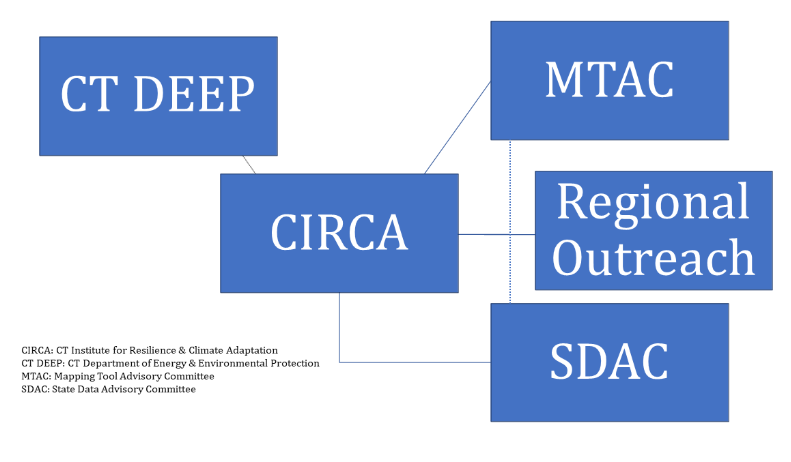 CT DEEP
MTAC
CIRCA
Regional
Outreach
SDAC
CIRCA: CT Institute for Resilience & Climate Adaptation
CT DEEP: CT Department of Energy & Environmental Protection
MTAC: Mapping Tool Advisory Committee
SDAC: State Data Advisory Committee